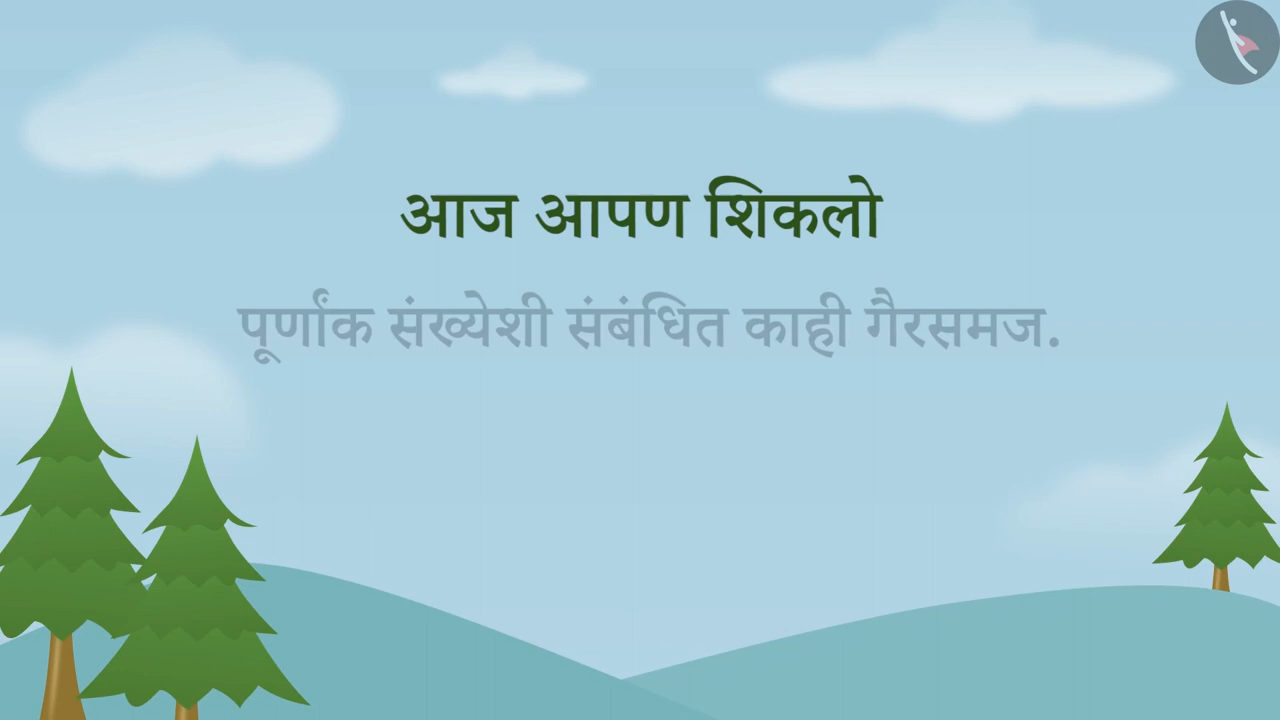 आज आपण शिकलो
पूर्णांक संख्येशी संबंधित काही गैरसमज.